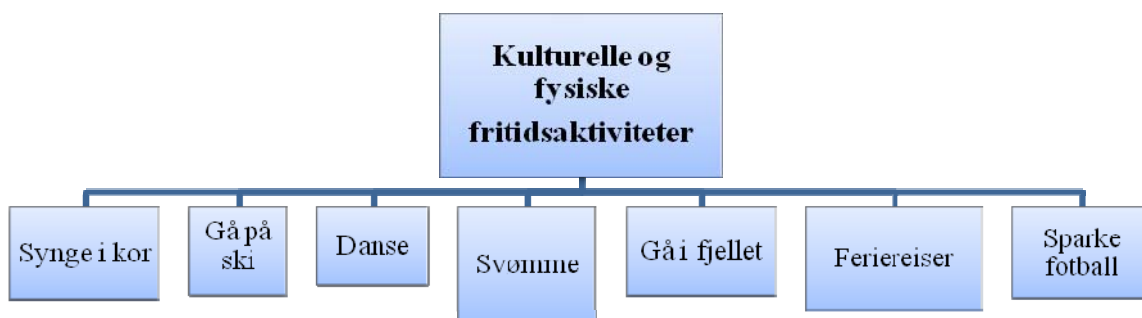 Kulturelle og
fysiske
fritidsaktiviteter
Synge i kor
Gå på
ski
Danse
Svømme
Gå i fjellet
Feriereiser
Sparke
fotball